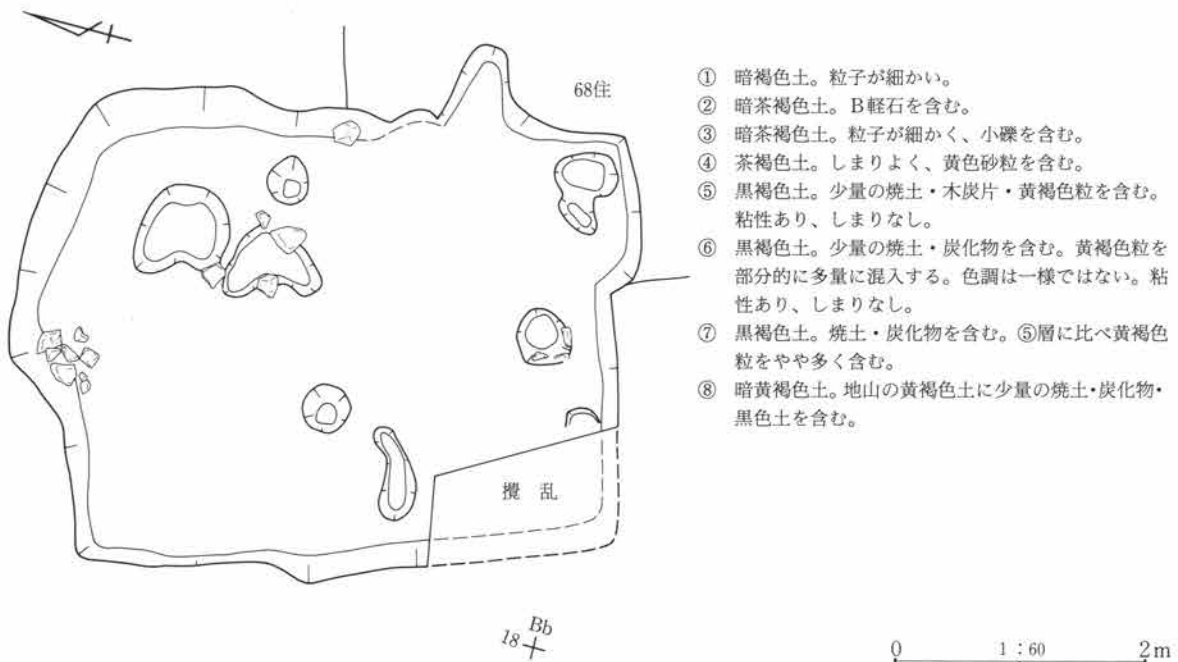 68住
① 暗褐色土。粒子が細かい。
② 暗茶褐色土。B軽石を含む。
③ 暗茶褐色土。粒子が細かく、小礫を含む。
④ 茶褐色土。しまりよく、黄色砂粒を含む。
⑤ 黒褐色土。少量の焼土・木炭片・黄褐色粒を含む。
粘性あり、しまりなし。
⑥ 黒褐色土。少量の焼土・炭化物を含む。黄褐色粒を
部分的に多量に混入する。色調は一様ではない。粘
性あり、しまりなし。
⑦ 黒褐色土。焼土・炭化物を含む。⑤層に比べ黄褐色
粒をやや多く含む。
⑧ 暗黄褐色土。地山の黄褐色土に少量の焼土・炭化物・
黒色土を含む。
攪乱
Bb
18
0 1:60 2m